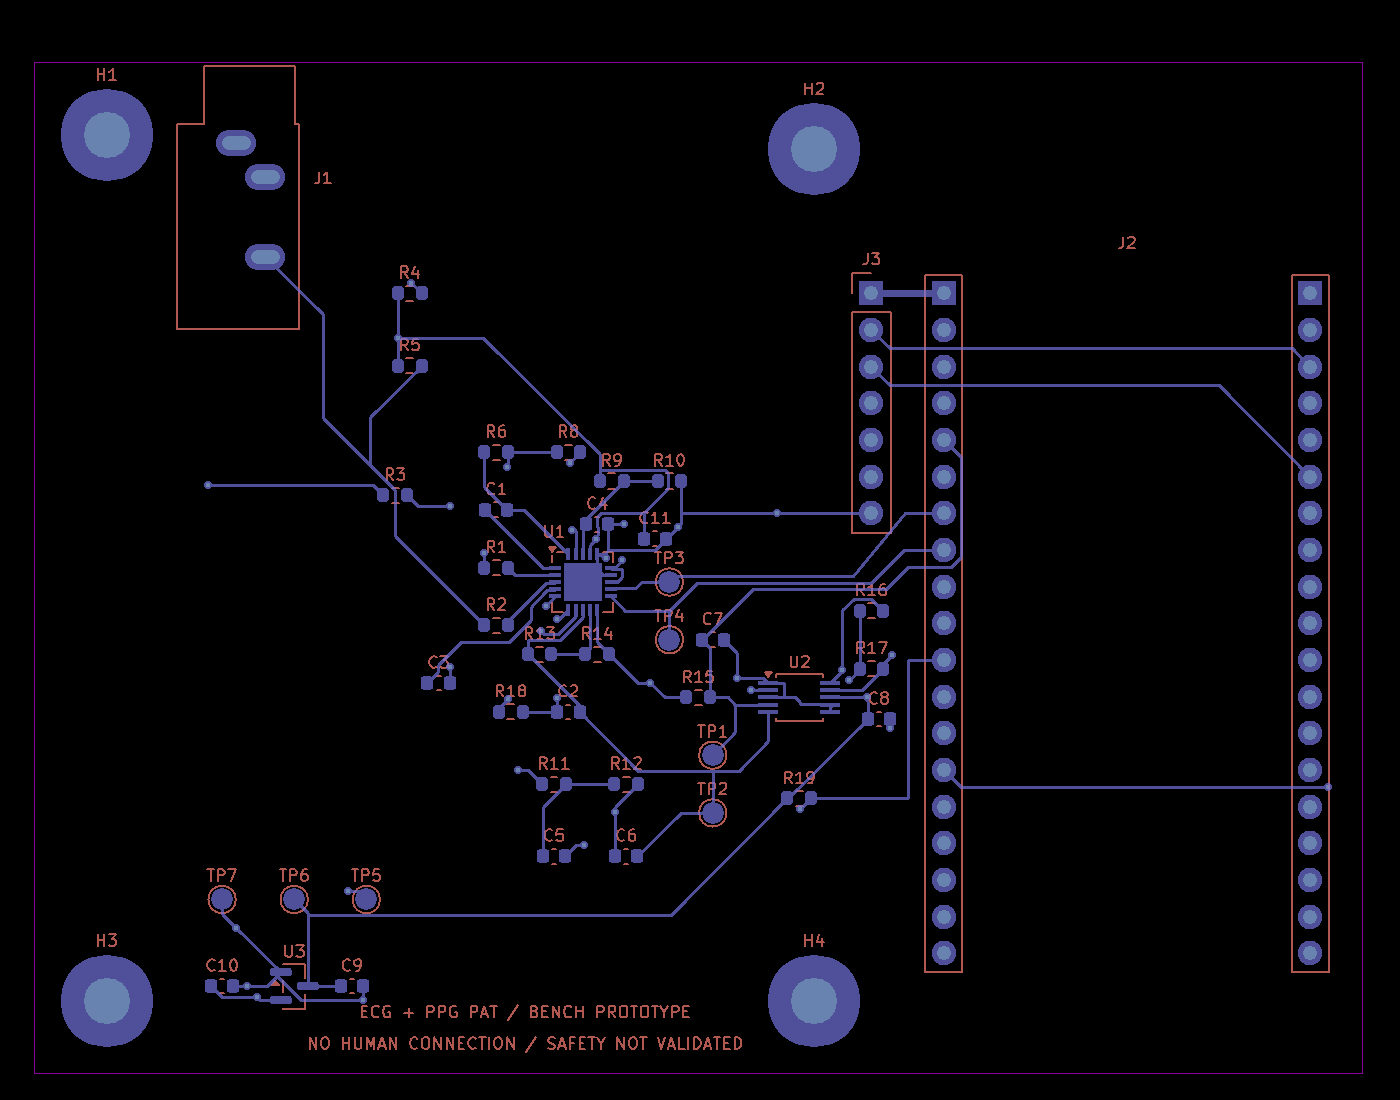 H1
H2
J1
J2
J3
R4
R5
R6
R8
R9
R10
R3
C1
C4
C11
U1
R1
TP3
R16
R2
TP4
C7
R13
R14
R17
C3
U2
R15
R18
C2
C8
TP1
R11
R12
R19
TP2
C5
C6
TP7
TP6
TP5
H3
H4
U3
C10
C9
ECG + PPG PAT / BENCH PROTOTYPE
NO HUMAN CONNECTION / SAFETY NOT VALIDATED